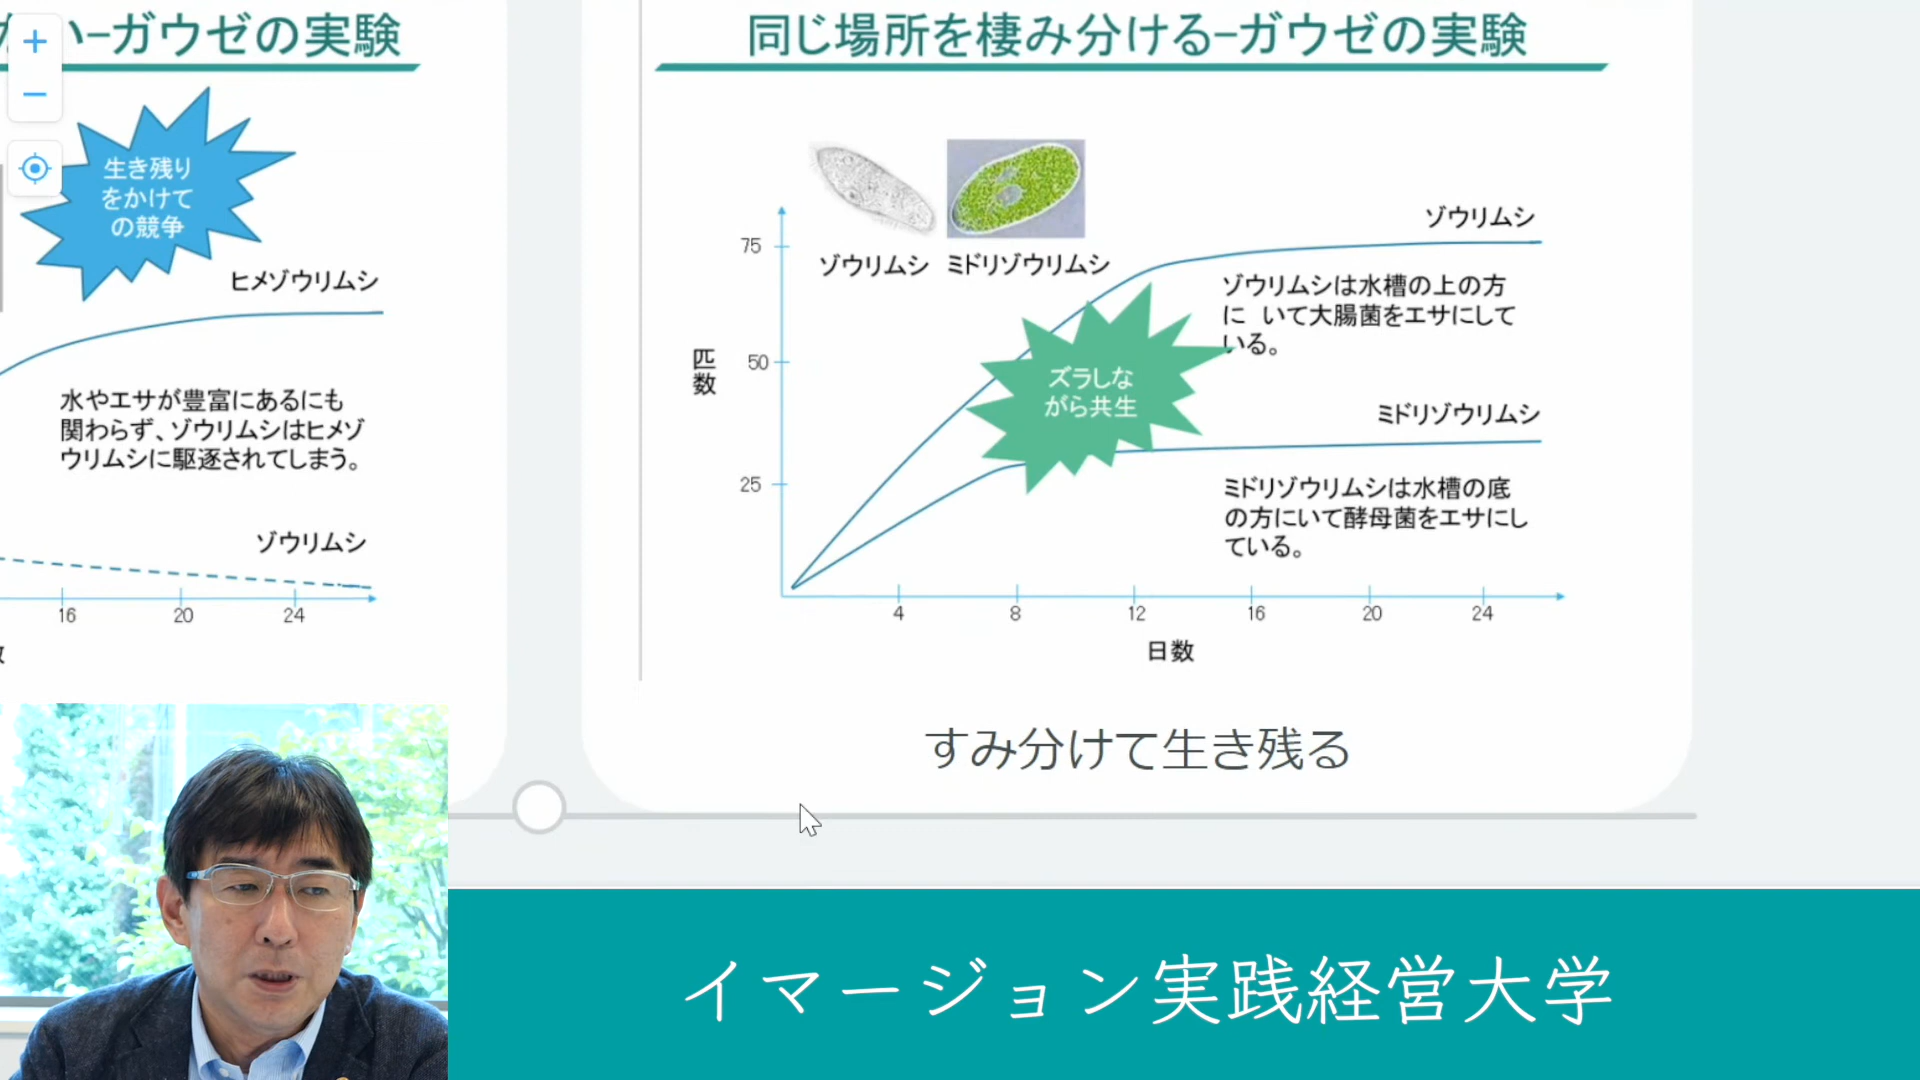 い−ガウゼの実験
生き残り
をかけて
の競争
ヒメゾウリムシ
水やエサが豊富にあるにも
関わらず、ゾウリムシはヒメゾ
ウリムシに駆逐されてしまう。
ゾウリムシ
16 20 24
同じ場所を棲み分ける−ガウゼの実験
ゾウリムシ
ミドリゾウリムシ
75
50
25
匹数
ゾウリムシ
ゾウリムシは水槽の上の方
に いて大腸菌をエサにして
いる。
ズラしな
がら共生
ミドリゾウリムシ
ミドリゾウリムシは水槽の底
の方にいて酵母菌をエサにし
ている。
4 8 12 16 20 24
日数
すみ分けて生き残る
イマージョン実践経営大学